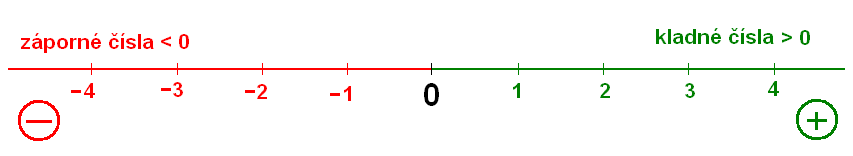 záporné čísla < 0
kladné čísla > 0
−4 −3 −2 −1 0 1 2 3 4
− +